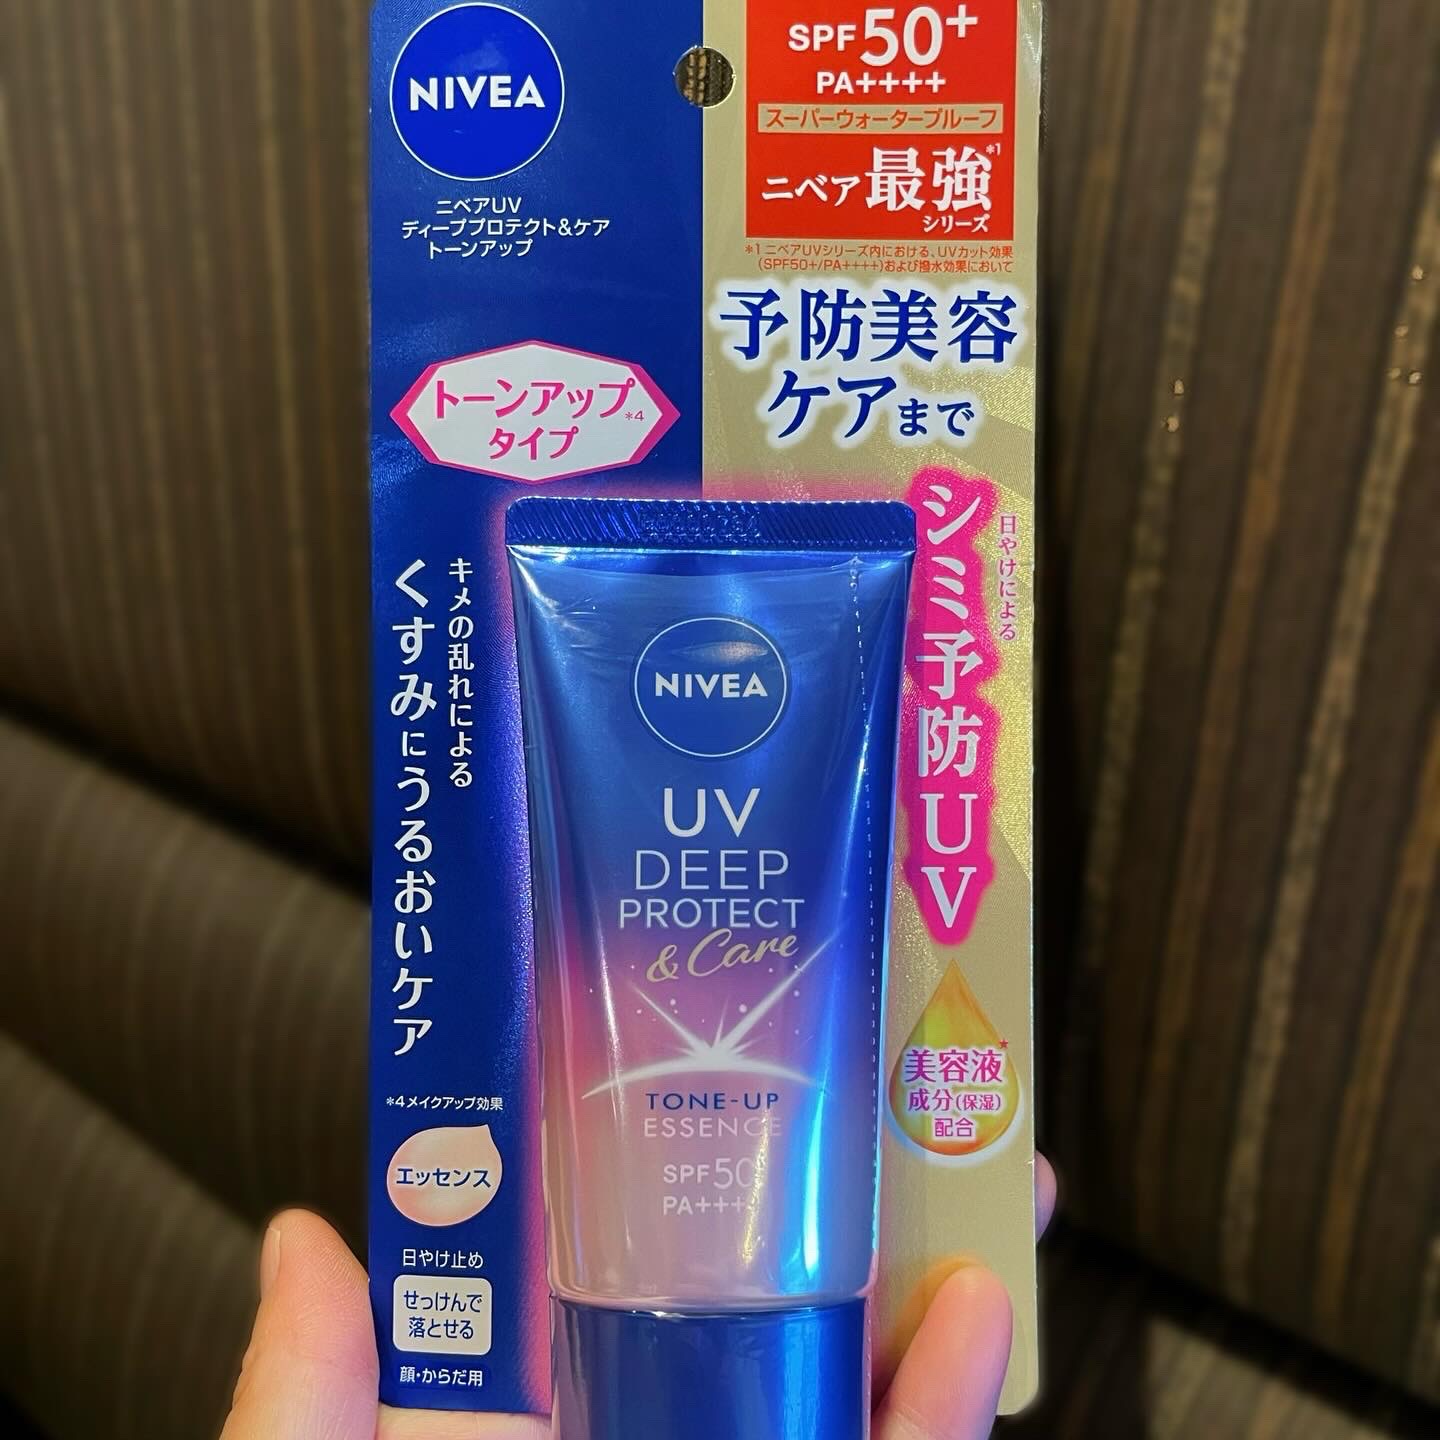 NIVEA
ニベアUV
ディーププロテクト&ケア
トーンアップ
SPF50+
PA++++
スーパーウォータープルーフ
ニベア最強*1
シリーズ
*1 ニベアUVシリーズ内における、UVカット効果
(SPF50+/PA++++)および撥水効果において
予防美容
ケアまで
トーンアップ*4
タイプ
日やけによる
シミ予防UV
キメの乱れによる
くすみにうるおいケア
*4メイクアップ効果
エッセンス
日やけ止め
せっけんで
落とせる
顔・からだ用
美容液★
成分(保湿)
配合
NIVEA
UV
DEEP
PROTECT
& Care
TONE-UP
ESSENCE
SPF50
PA+++